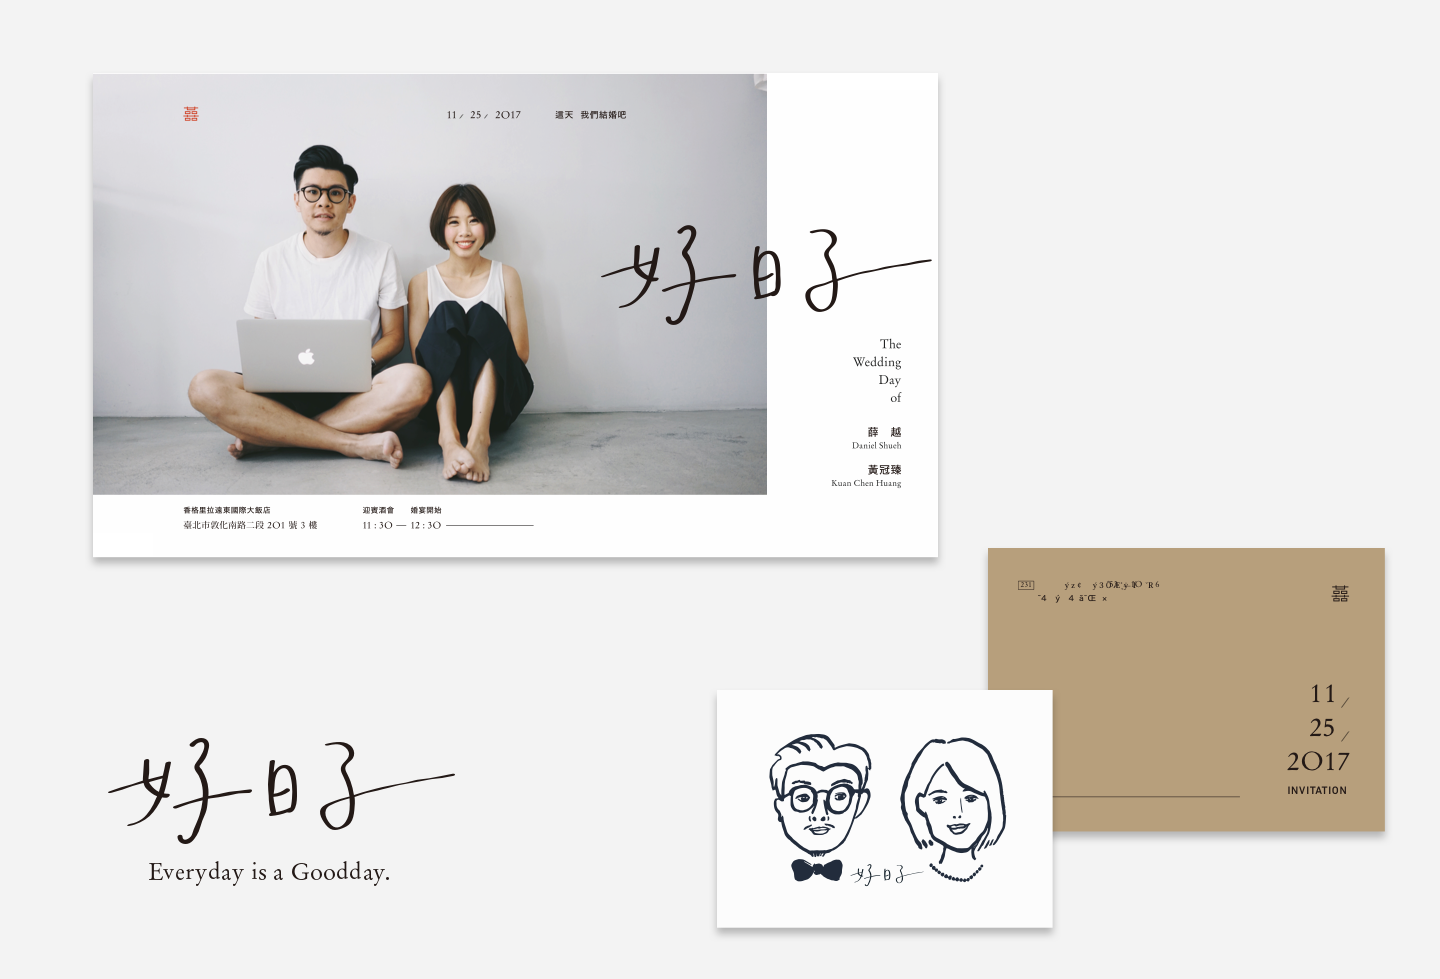 囍
11 / 25 / 2017 這天 我們結婚吧
好日子
The
Wedding
Day
of
薛 越
Daniel Shueh
黃冠臻
Kuan Chen Huang
香格里拉遠東國際大飯店
臺北市敦化南路二段 201 號 3 樓
迎賓酒會 婚宴開始
11 : 30 — 12 : 30
好日子
Everyday is a Goodday.
231
囍
11 /
25 /
2017
INVITATION
好日子